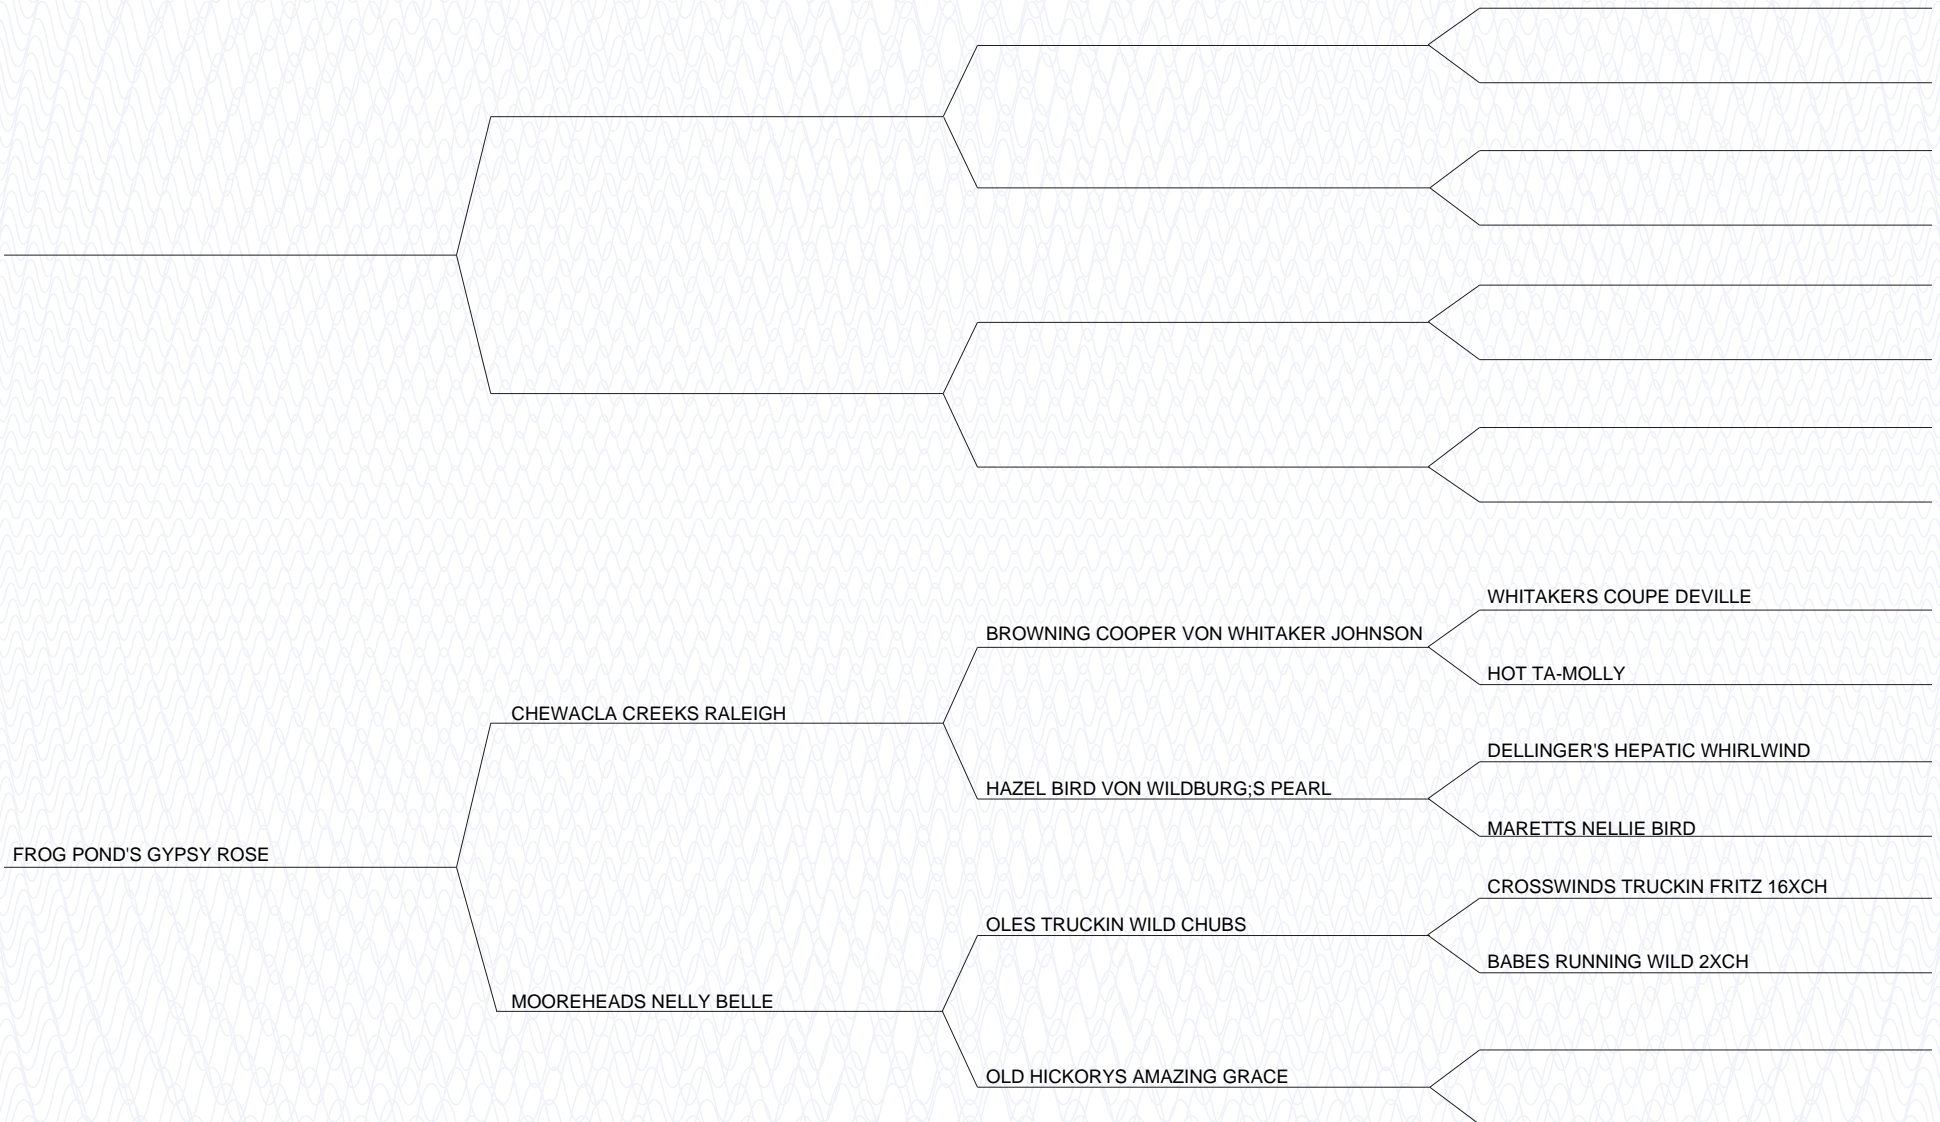 WHITAKERS COUPE DEVILLE
BROWNING COOPER VON WHITAKER JOHNSON
HOT TA-MOLLY
CHEWACLA CREEKS RALEIGH
DELLINGER'S HEPATIC WHIRLWIND
HAZEL BIRD VON WILDBURG;S PEARL
MARETTS NELLIE BIRD
FROG POND'S GYPSY ROSE
CROSSWINDS TRUCKIN FRITZ 16XCH
OLES TRUCKIN WILD CHUBS
BABES RUNNING WILD 2XCH
MOOREHEADS NELLY BELLE
OLD HICKORYS AMAZING GRACE